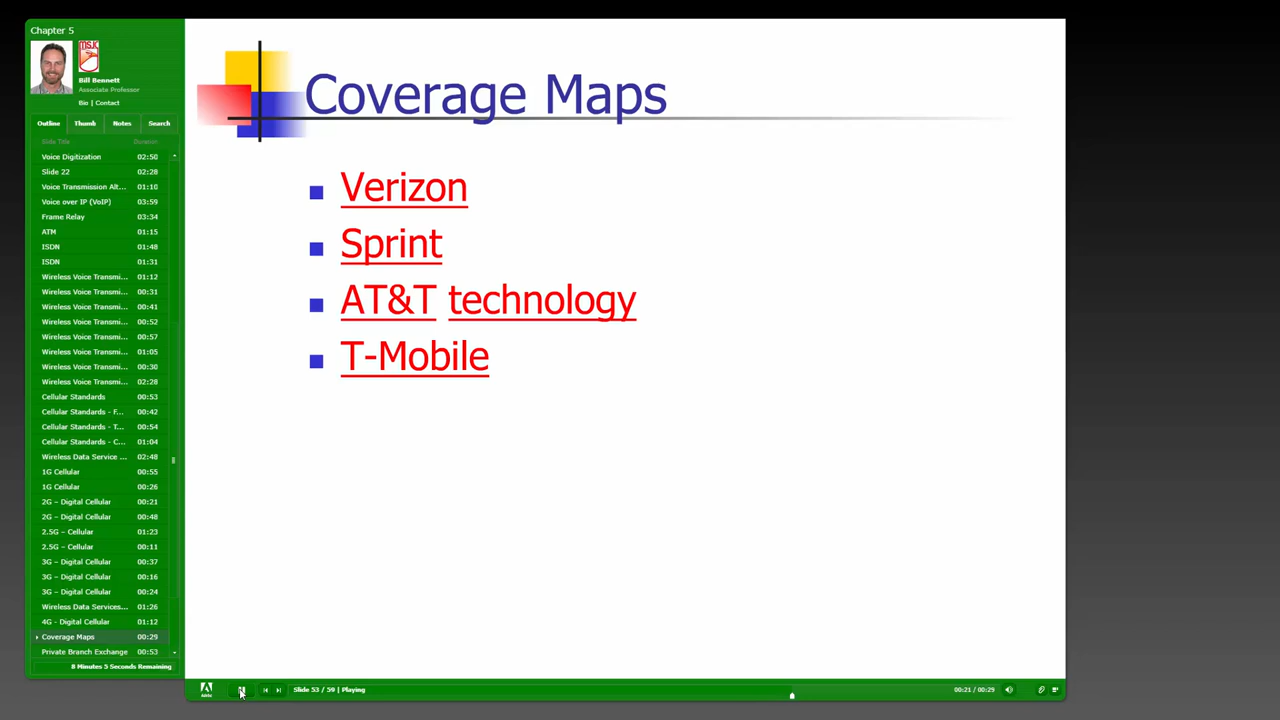 Chapter 5
Bill Bennett
Associate Professor
Bio | Contact
Outline Thumb Notes Search
Slide Title Duration
Voice Digitization 02:50
Slide 22 02:28
Voice Transmission Alt... 01:10
Voice over IP (VoIP) 03:59
Frame Relay 03:34
ATM 01:15
ISDN 01:48
ISDN 01:31
Wireless Voice Transmi... 01:12
Wireless Voice Transmi... 00:31
Wireless Voice Transmi... 00:41
Wireless Voice Transmi... 00:52
Wireless Voice Transmi... 00:57
Wireless Voice Transmi... 01:05
Wireless Voice Transmi... 00:30
Wireless Voice Transmi... 02:28
Cellular Standards 00:53
Cellular Standards - F... 00:42
Cellular Standards - T... 00:54
Cellular Standards - C... 01:04
Wireless Data Service ... 02:48
1G Cellular 00:55
1G Cellular 00:26
2G – Digital Cellular 00:21
2G – Digital Cellular 00:48
2.5G – Cellular 01:23
2.5G – Cellular 00:11
3G – Digital Cellular 00:37
3G – Digital Cellular 00:16
3G – Digital Cellular 00:24
Wireless Data Services... 01:26
4G - Digital Cellular 01:12
Coverage Maps 00:29
Private Branch Exchange 00:53
8 Minutes 5 Seconds Remaining
Coverage Maps
Verizon
Sprint
AT&T technology
T-Mobile
Adobe
Slide 53 / 59 | Playing
00:21 / 00:29